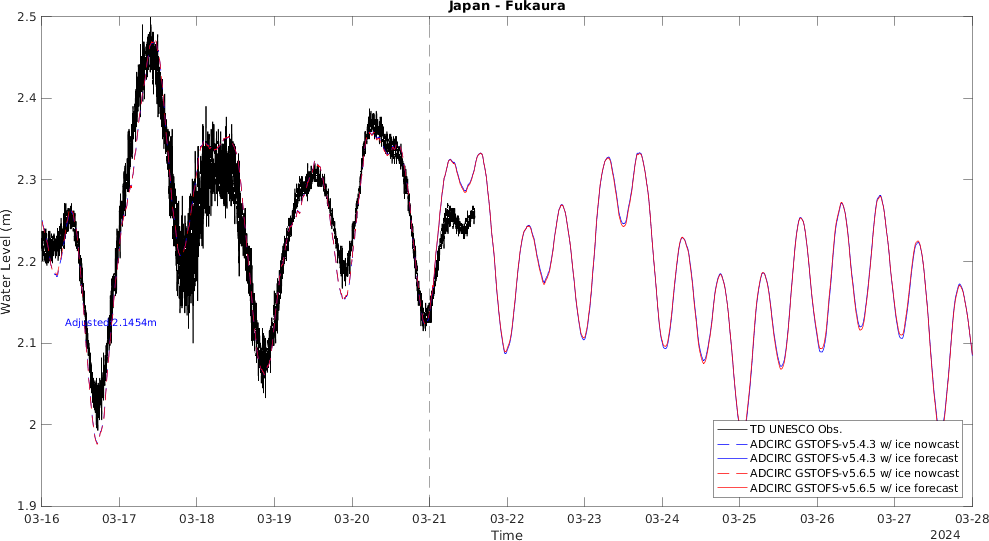 Japan - Fukaura
2.5
2.4
2.3
2.2
2.1
2
1.9
Water Level (m)
Adjusted 2.1454m
TD UNESCO Obs.
ADCIRC GSTOFS-v5.4.3 w/ ice nowcast
ADCIRC GSTOFS-v5.4.3 w/ ice forecast
ADCIRC GSTOFS-v5.6.5 w/ ice nowcast
ADCIRC GSTOFS-v5.6.5 w/ ice forecast
03-16 03-17 03-18 03-19 03-20 03-21 03-22 03-23 03-24 03-25 03-26 03-27 03-28
Time
2024